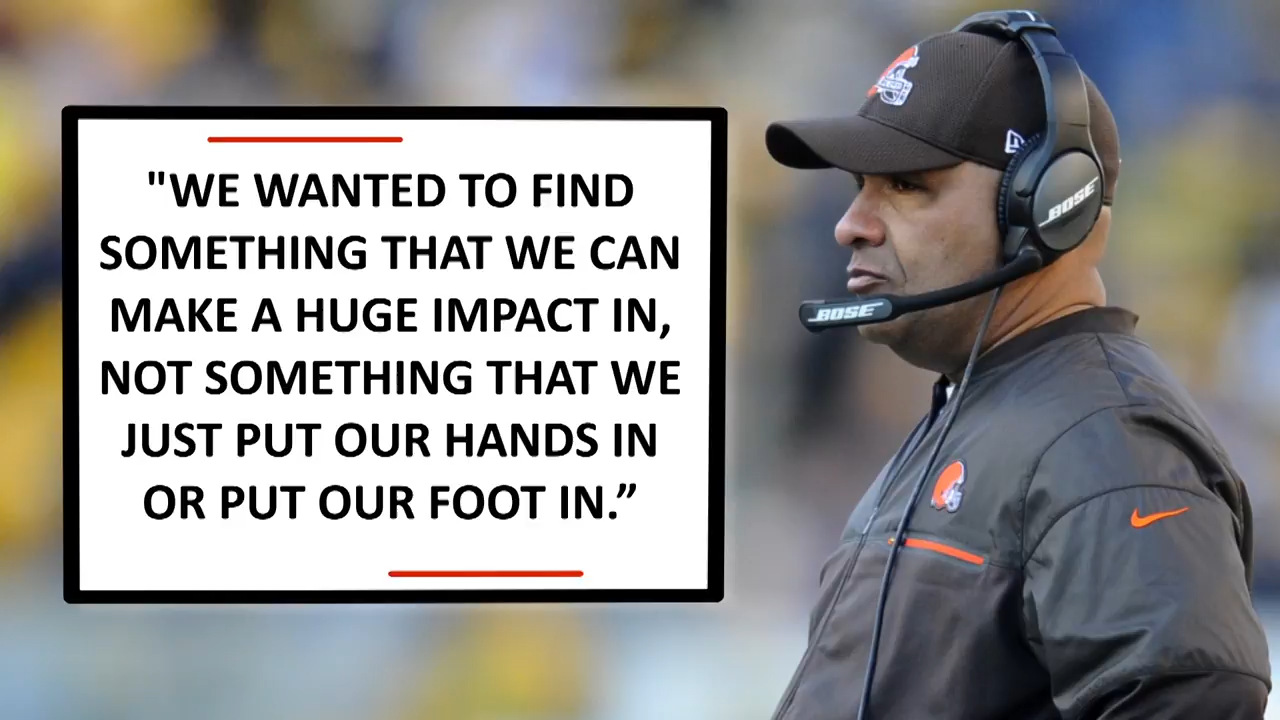 "WE WANTED TO FIND
SOMETHING THAT WE CAN
MAKE A HUGE IMPACT IN,
NOT SOMETHING THAT WE
JUST PUT OUR HANDS IN
OR PUT OUR FOOT IN.”
BOSE
BOSE